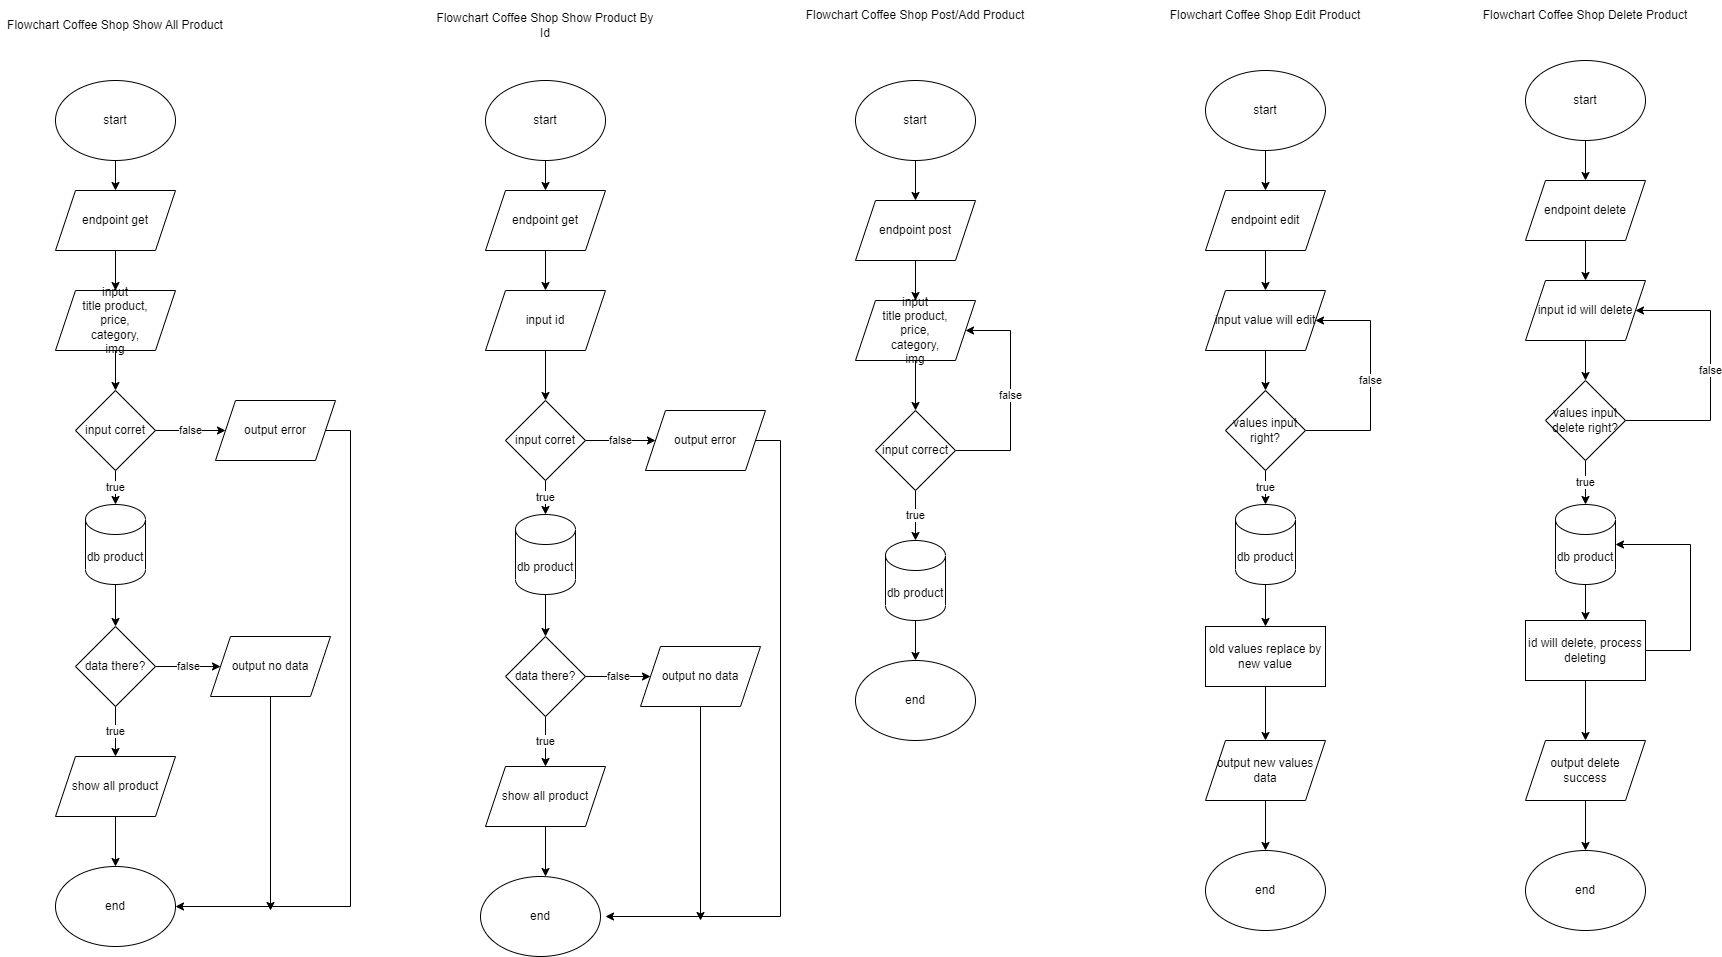 Flowchart Coffee Shop Show All Product
start
endpoint get
input
title product,
price,
category,
img
input corret
false
output error
true
db product
data there?
false
output no data
true
show all product
end
Flowchart Coffee Shop Show Product By
Id
start
endpoint get
input id
input corret
false
output error
true
db product
data there?
false
output no data
true
show all product
end
Flowchart Coffee Shop Post/Add Product
start
endpoint post
input
title product,
price,
category,
img
false
input correct
true
db product
end
Flowchart Coffee Shop Edit Product
start
endpoint edit
input value will edit
false
values input
right?
true
db product
old values replace by
new value
output new values
data
end
Flowchart Coffee Shop Delete Product
start
endpoint delete
input id will delete
false
values input
delete right?
true
db product
id will delete, process
deleting
output delete
success
end